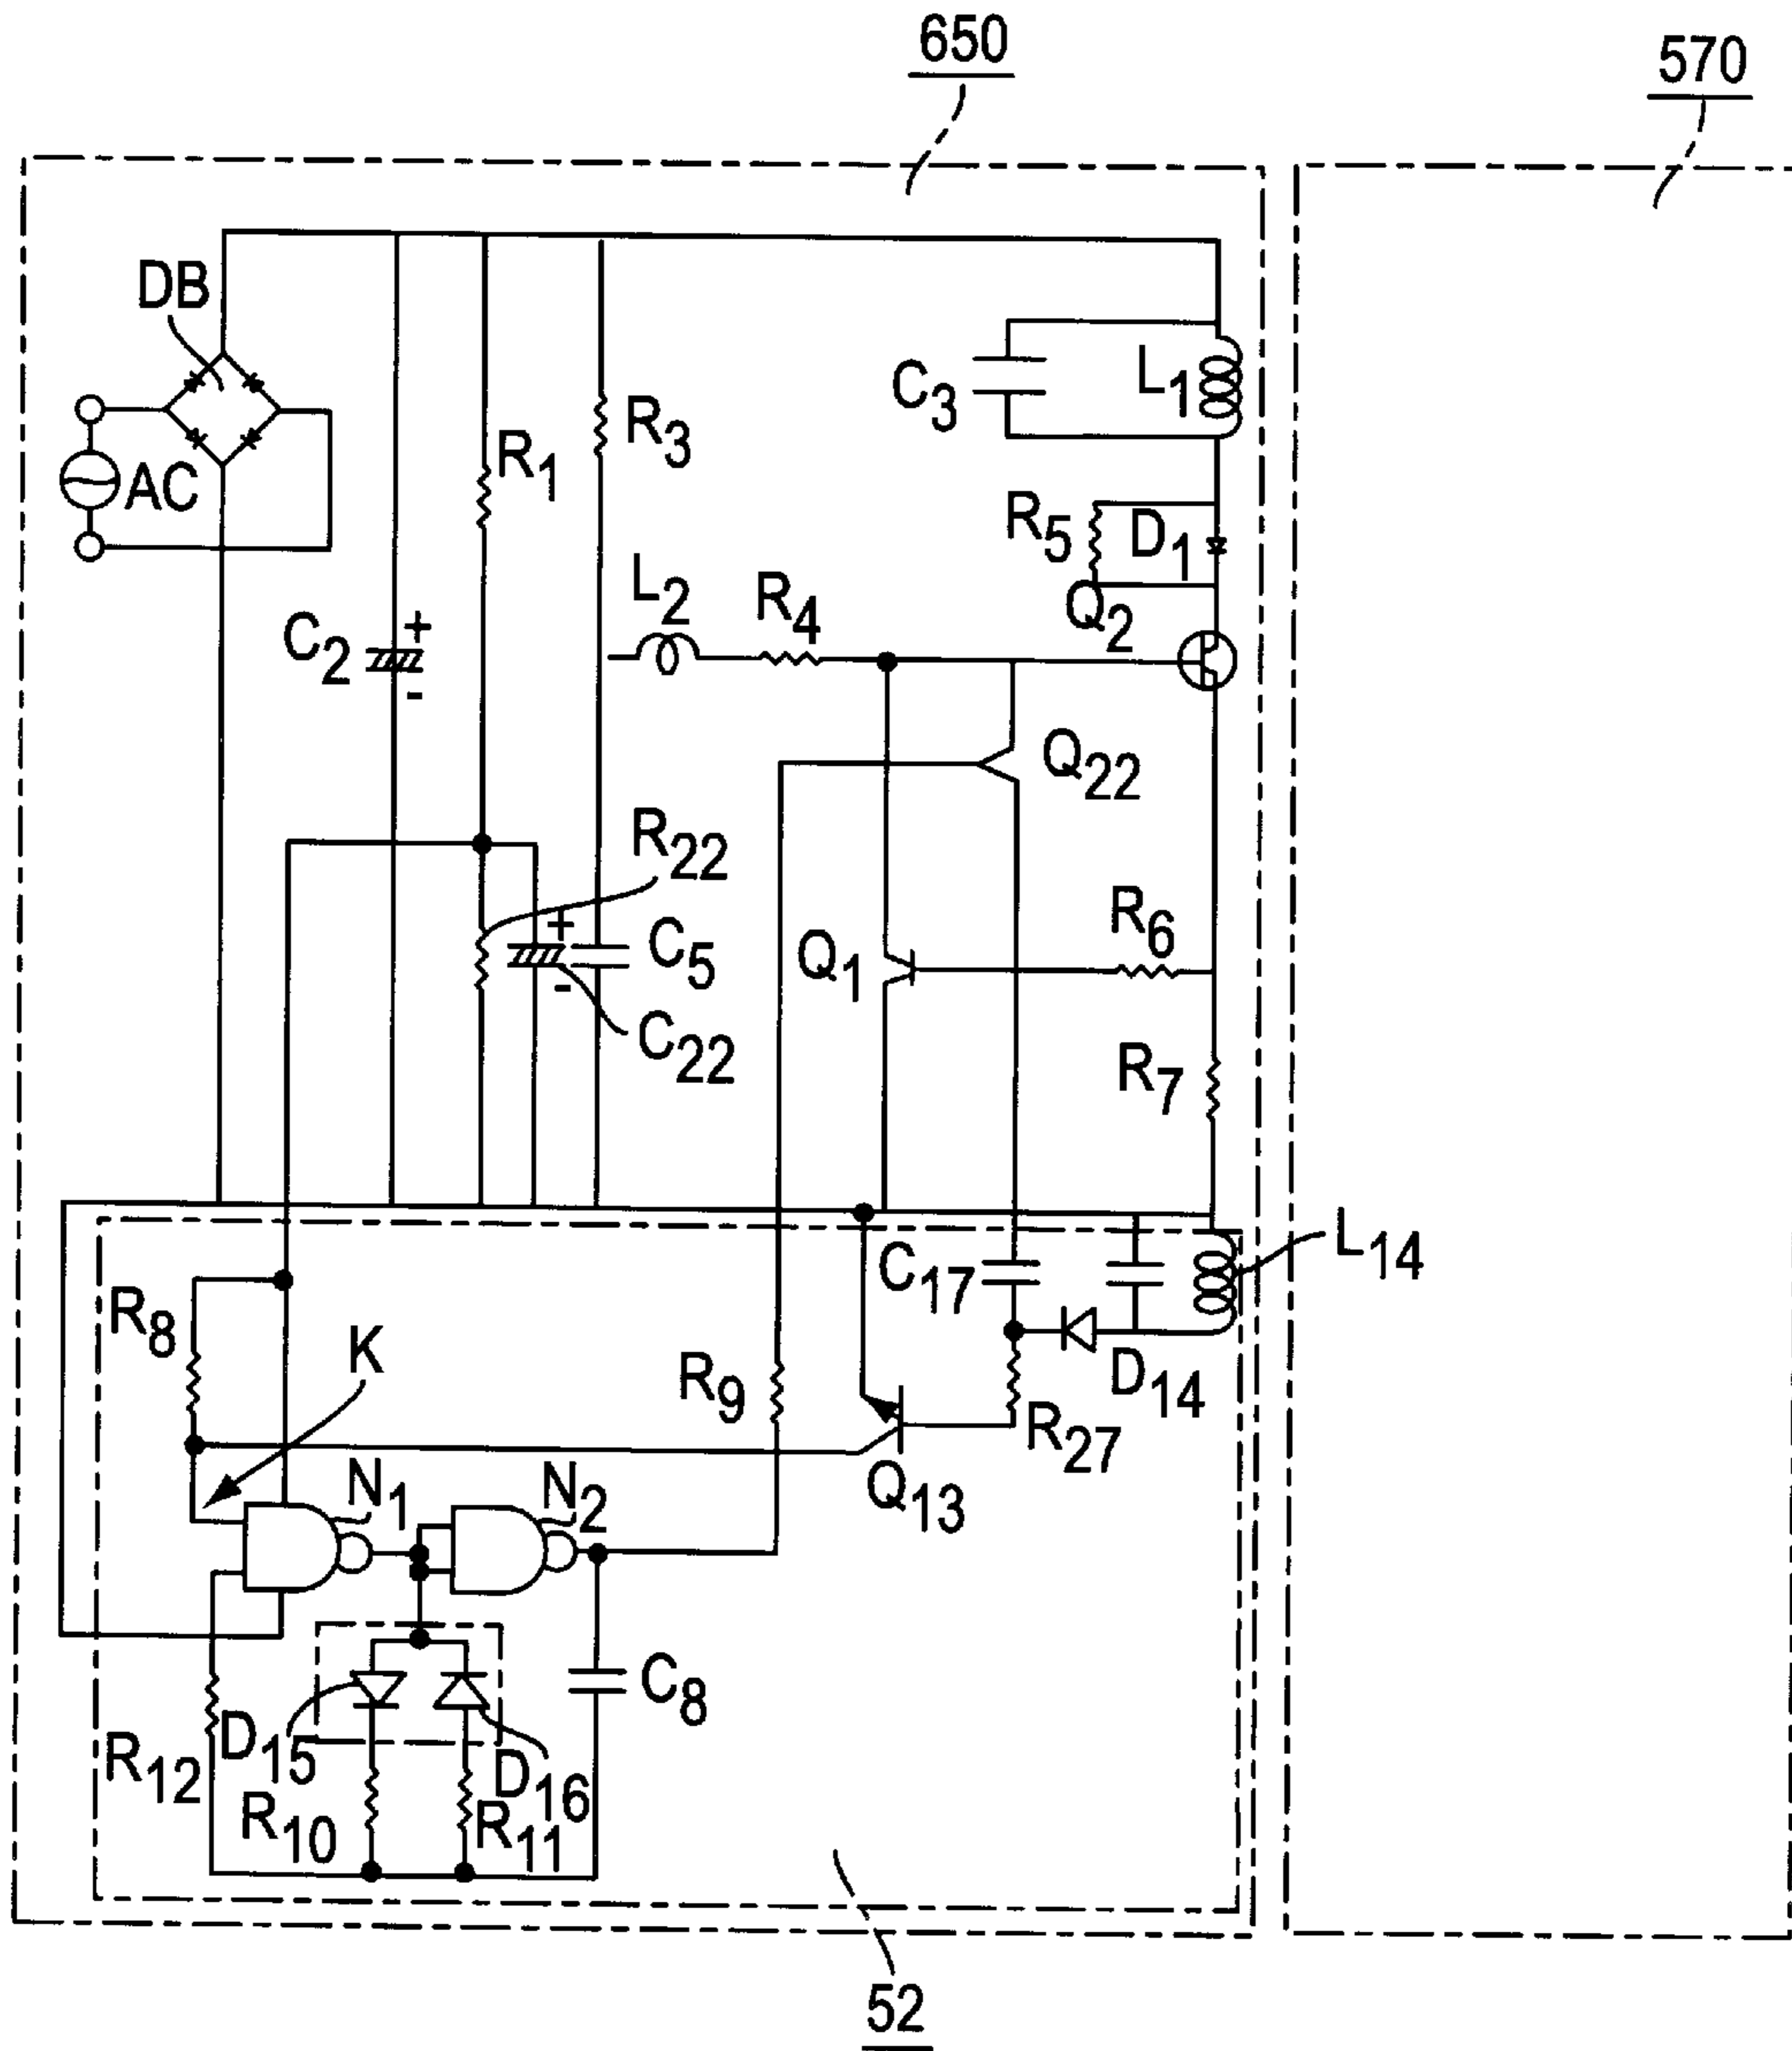 650
570
DB
AC
C3
L1
R3
R1
R5
D1
Q2
L2
R4
C2
+
-
Q22
R22
+
C5
-
C22
Q1
R6
R7
L14
C17
R8
K
D14
R9
R27
Q13
N1
N2
C8
D15
D16
R12
R10
R11
52